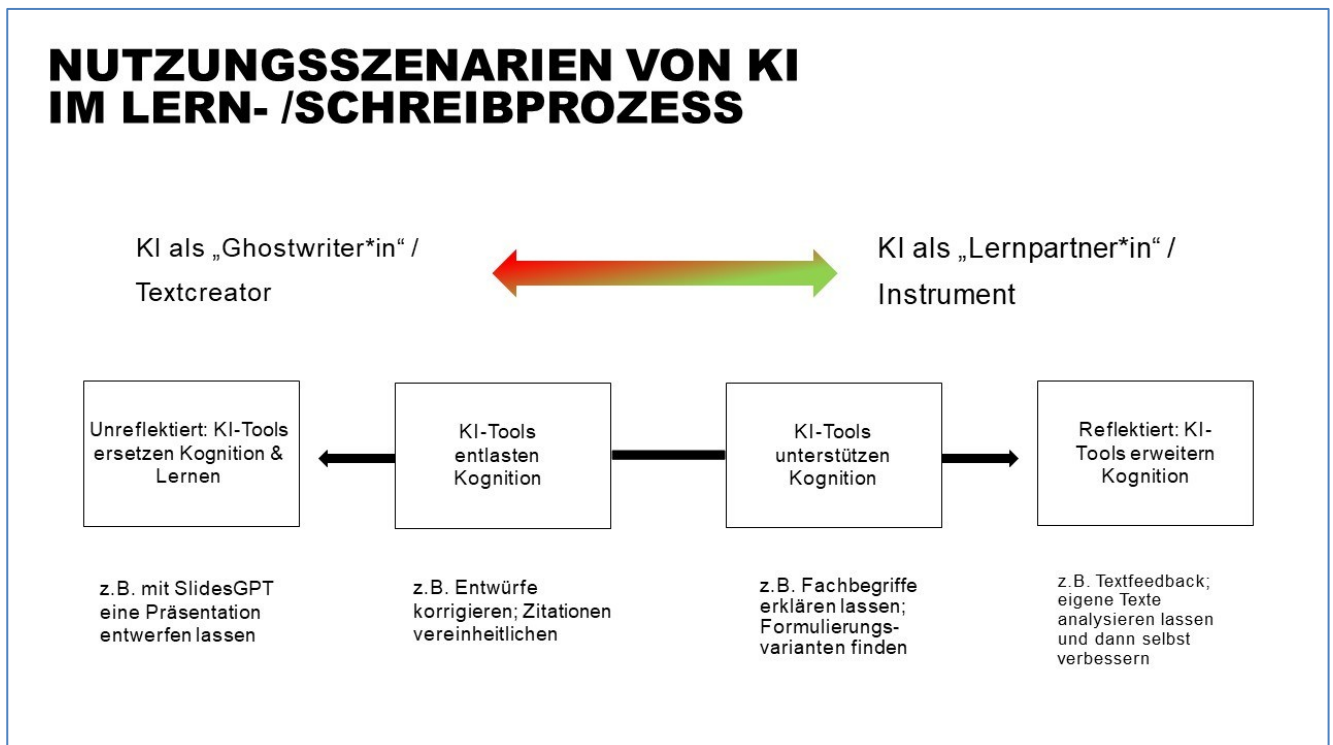 NUTZUNGSSZENARIEN VON KI
IM LERN- /SCHREIBPROZESS
KI als „Ghostwriter*in“ /
Textcreator
KI als „Lernpartner*in“ /
Instrument
Unreflektiert: KI-Tools
ersetzen Kognition &
Lernen
KI-Tools
entlasten
Kognition
KI-Tools
unterstützen
Kognition
Reflektiert: KI-
Tools erweitern
Kognition
z.B. mit SlidesGPT
eine Präsentation
entwerfen lassen
z.B. Entwürfe
korrigieren; Zitationen
vereinheitlichen
z.B. Fachbegriffe
erklären lassen;
Formulierungs-
varianten finden
z.B. Textfeedback;
eigene Texte
analysieren lassen
und dann selbst
verbessern